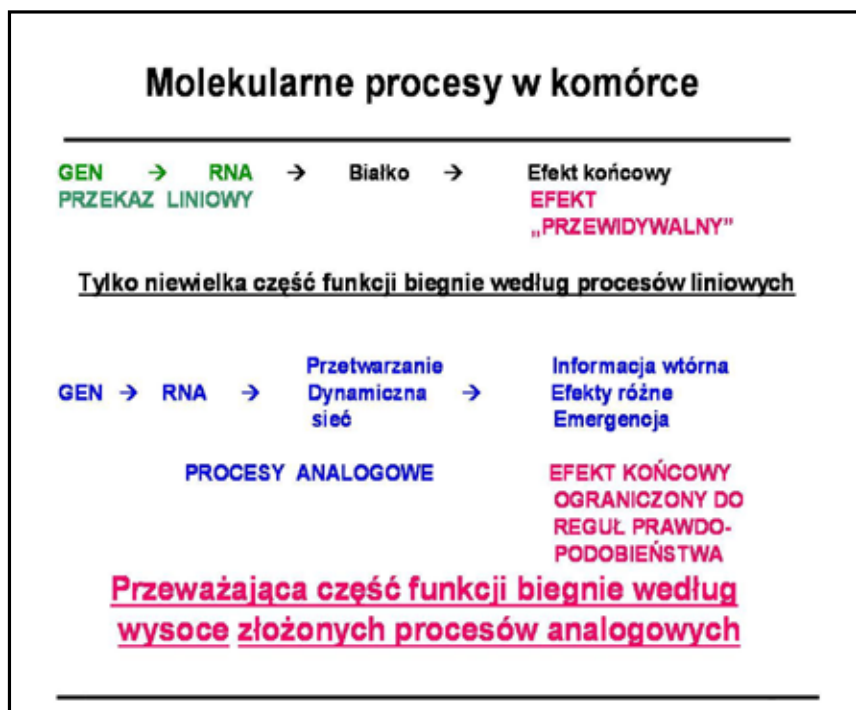 Molekularne procesy w komórce
GEN → RNA → Białko → Efekt końcowy
PRZEKAZ LINIOWY EFEKT
„PRZEWIDYWALNY”
Tylko niewielka część funkcji biegnie według procesów liniowych
Przetwarzanie Informacja wtórna
GEN → RNA → Dynamiczna → Efekty różne
sieć Emergencja
PROCESY ANALOGOWE EFEKT KOŃCOWY
OGRANICZONY DO
REGUŁ PRAWDO-
PODOBIEŃSTWA
Przeważająca część funkcji biegnie według
wysoce złożonych procesów analogowych